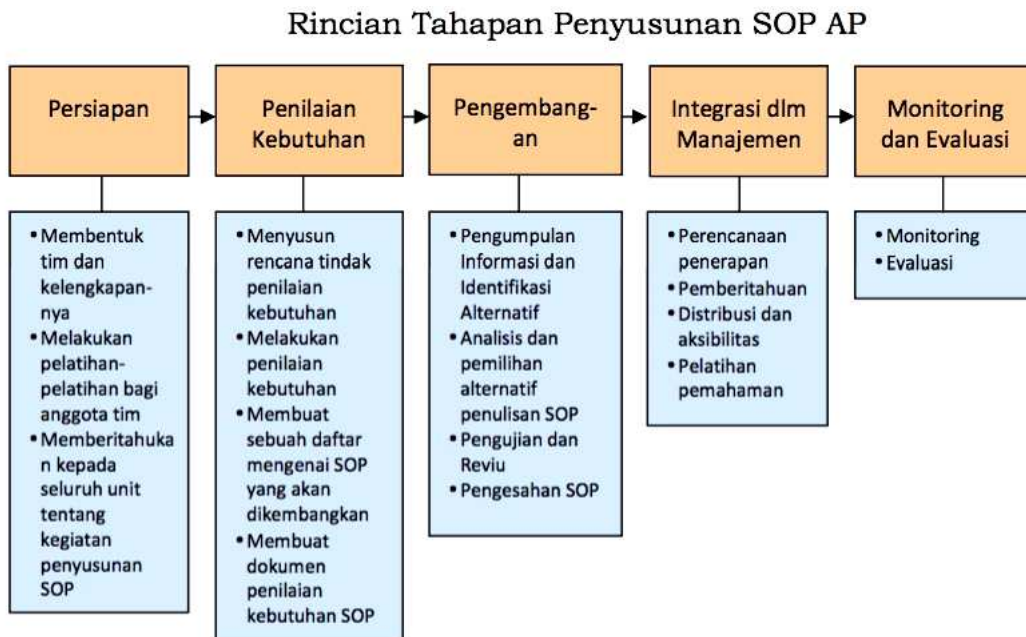 Rincian Tahapan Penyusunan SOP AP
Persiapan
Penilaian
Kebutuhan
Pengembang-
an
Integrasi dlm
Manajemen
Monitoring
dan Evaluasi
• Membentuk
tim dan
kelengkapan-
nya
• Melakukan
pelatihan-
pelatihan bagi
anggota tim
• Memberitahuka
n kepada
seluruh unit
tentang
kegiatan
penyusunan
SOP
• Menyusun
rencana tindak
penilaian
kebutuhan
• Melakukan
penilaian
kebutuhan
• Membuat
sebuah daftar
mengenai SOP
yang akan
dikembangkan
• Membuat
dokumen
penilaian
kebutuhan SOP
• Pengumpulan
Informasi dan
Identifikasi
Alternatif
• Analisis dan
pemilihan
alternatif
penulisan SOP
• Pengujian dan
Reviu
• Pengesahan SOP
• Perencanaan
penerapan
• Pemberitahuan
• Distribusi dan
aksibilitas
• Pelatihan
pemahaman
• Monitoring
• Evaluasi